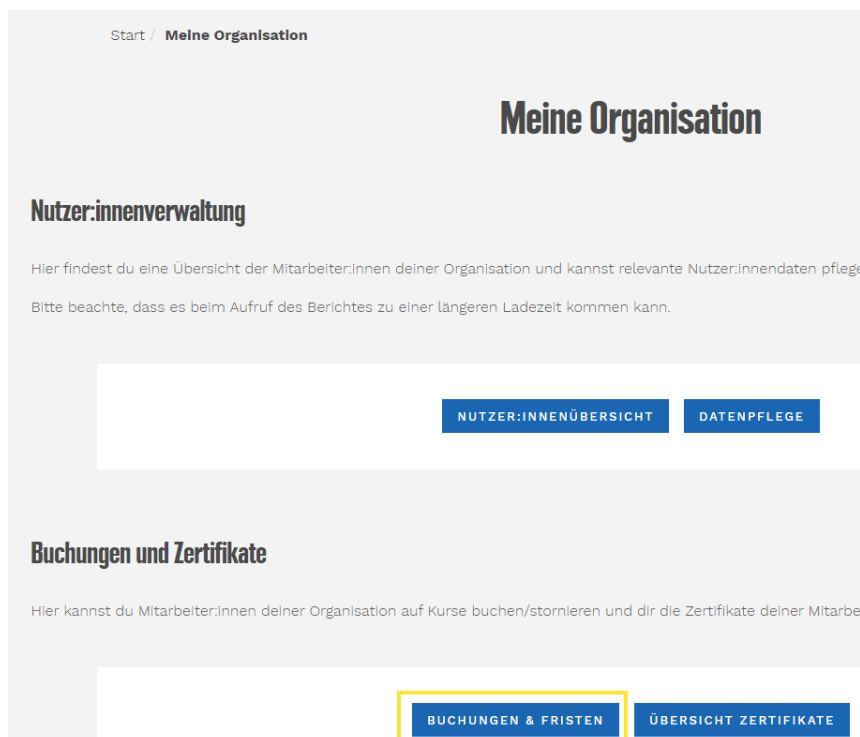 Start / Meine Organisation
Meine Organisation
Nutzer:innenverwaltung
Hier findest du eine Übersicht der Mitarbeiter:innen deiner Organisation und kannst relevante Nutzer:innendaten pflege
Bitte beachte, dass es beim Aufruf des Berichtes zu einer längeren Ladezeit kommen kann.
NUTZER:INNENÜBERSICHT DATENPFLEGE
Buchungen und Zertifikate
Hier kannst du Mitarbeiter:innen deiner Organisation auf Kurse buchen/stornieren und dir die Zertifikate deiner Mitarbe
BUCHUNGEN & FRISTEN ÜBERSICHT ZERTIFIKATE